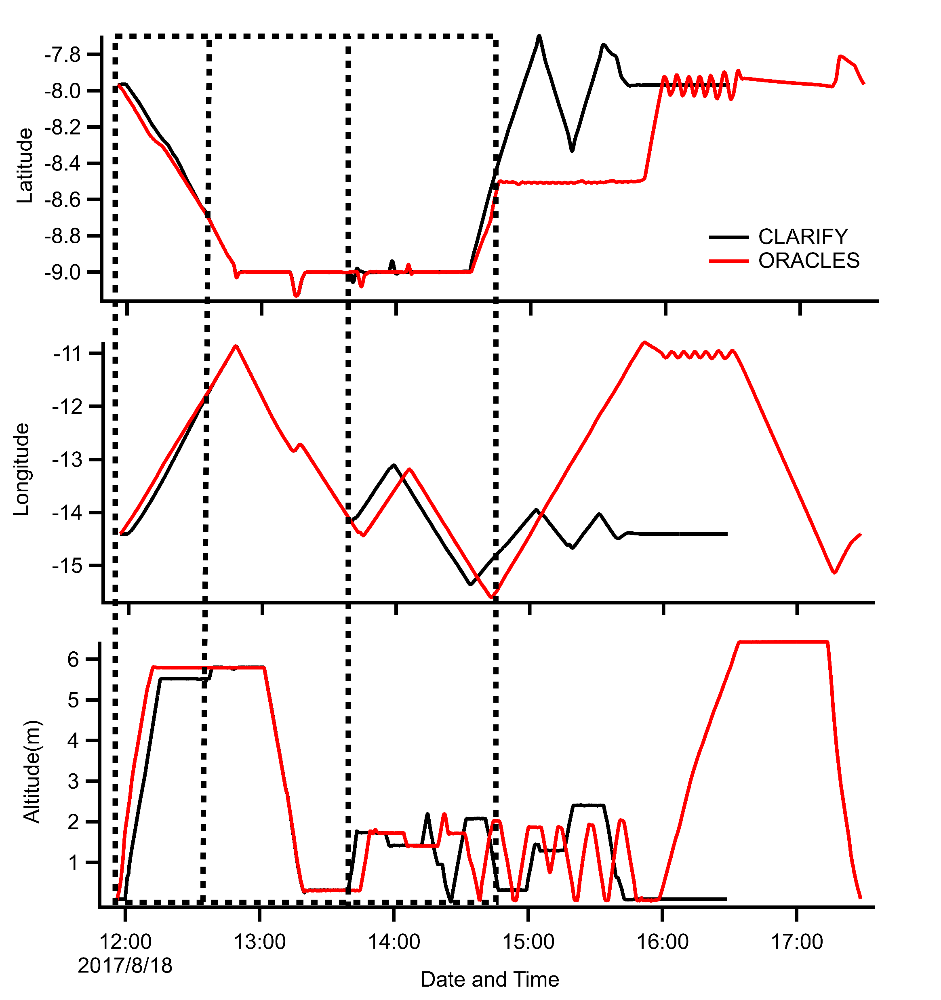 -7.8
-8.0
-8.2
-8.4
-8.6
-8.8
-9.0
Latitude
CLARIFY
ORACLES
-11
-12
-13
-14
-15
Longitude
6
5
4
3
2
1
Altitude(m)
12:00 13:00 14:00 15:00 16:00 17:00
2017/8/18
Date and Time